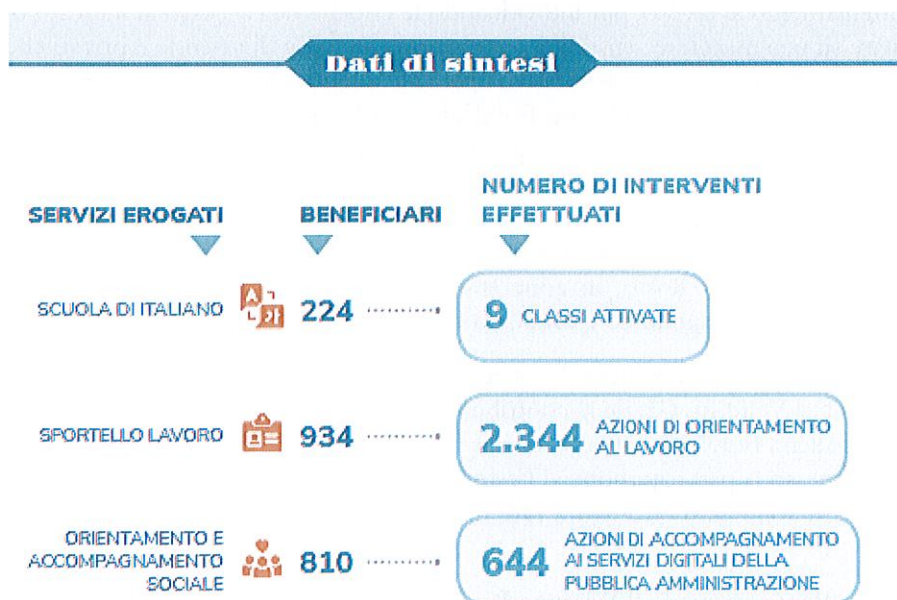 Dati di sintesi
SERVIZI EROGATI
BENEFICIARI
NUMERO DI INTERVENTI
EFFETTUATI
SCUOLA DI ITALIANO
224
9 CLASSI ATTIVATE
SPORTELLO LAVORO
934
2.344 AZIONI DI ORIENTAMENTO
AL LAVORO
ORIENTAMENTO E
ACCOMPAGNAMENTO
SOCIALE
810
644 AZIONI DI ACCOMPAGNAMENTO
AI SERVIZI DIGITALI DELLA
PUBBLICA AMMINISTRAZIONE